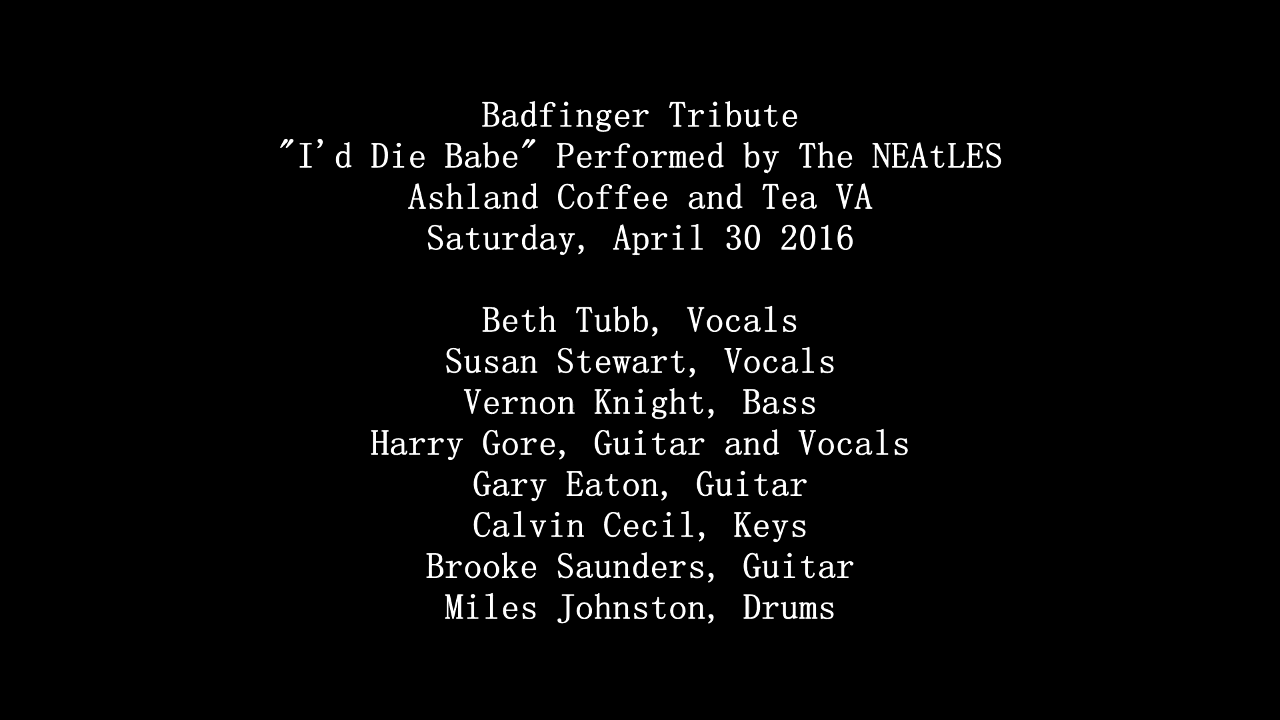 Badfinger Tribute
"I'd Die Babe" Performed by The NEAtLES
Ashland Coffee and Tea VA
Saturday, April 30 2016
Beth Tubb, Vocals
Susan Stewart, Vocals
Vernon Knight, Bass
Harry Gore, Guitar and Vocals
Gary Eaton, Guitar
Calvin Cecil, Keys
Brooke Saunders, Guitar
Miles Johnston, Drums